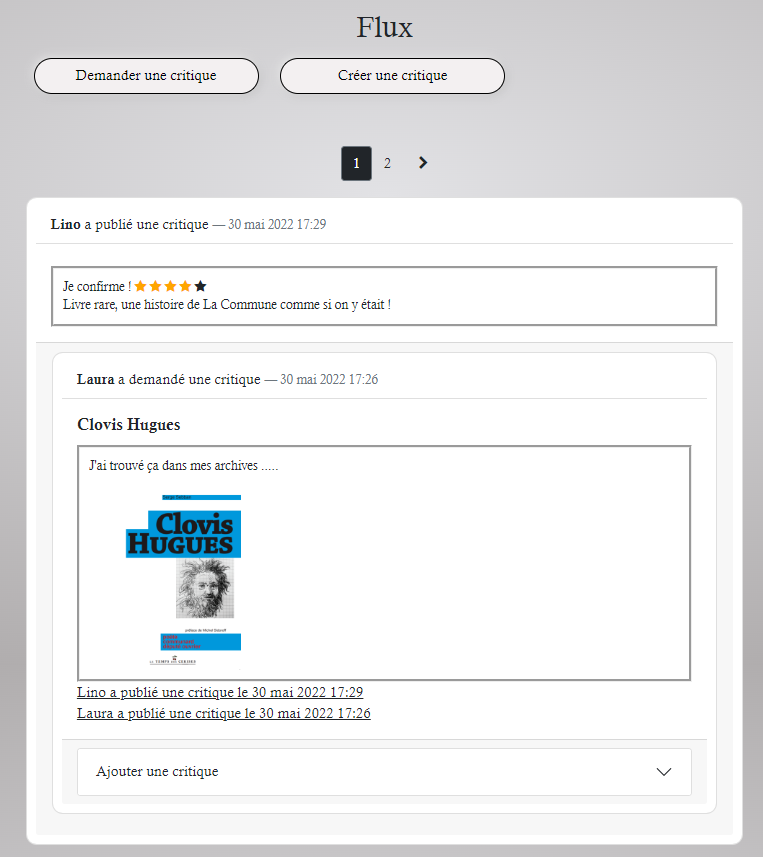 Flux
Demander une critique
Créer une critique
1 2
Lino a publié une critique — 30 mai 2022 17:29
Je confirme !
Livre rare, une histoire de La Commune comme si on y était !
Laura a demandé une critique — 30 mai 2022 17:26
Clovis Hugues
J'ai trouvé ça dans mes archives .....
Clovis
HUGUES
LE TEMPS DES CERISES
Lino a publié une critique le 30 mai 2022 17:29
Laura a publié une critique le 30 mai 2022 17:26
Ajouter une critique